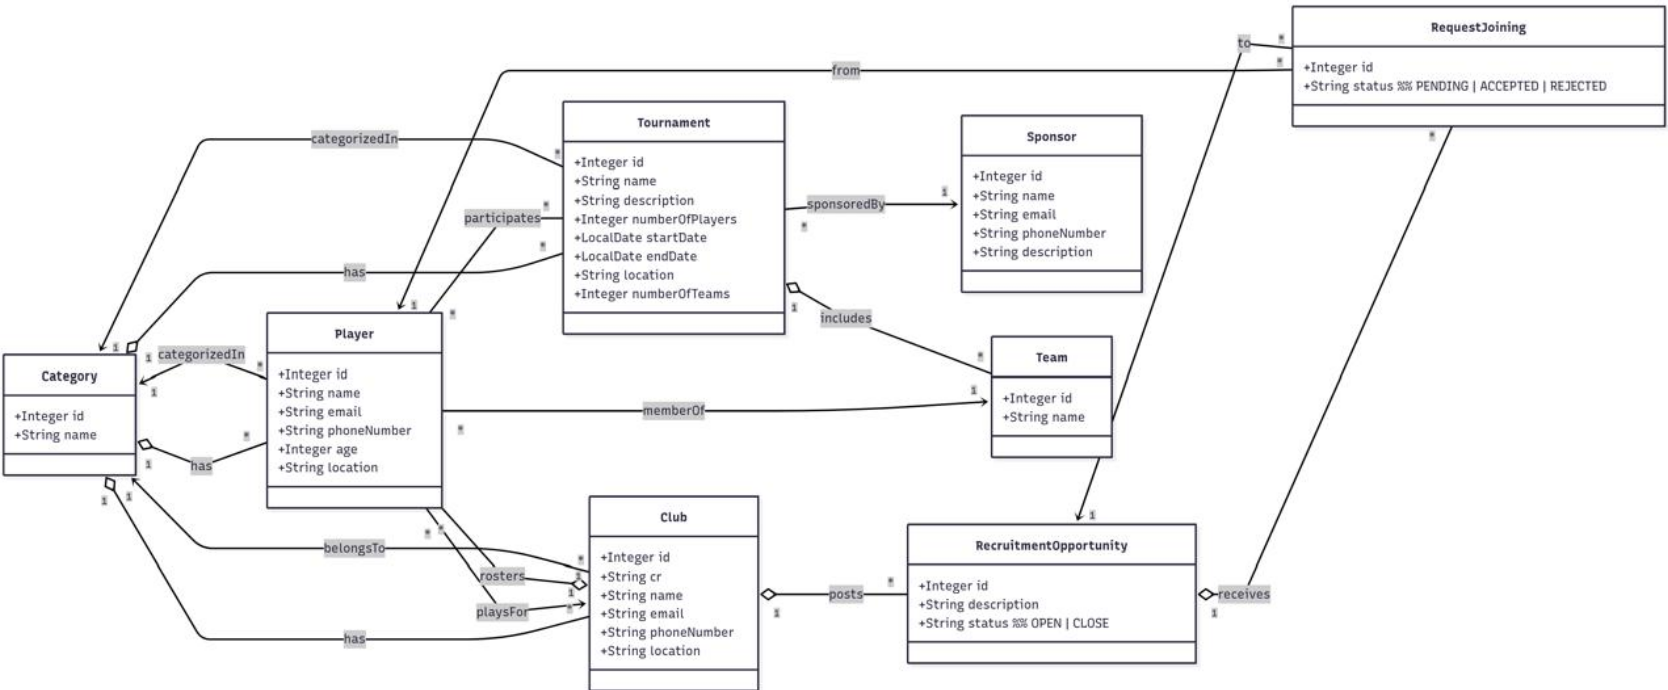 RequestJoining
+Integer id
+String status %% PENDING | ACCEPTED | REJECTED
to
*
*
*
from
Tournament
+Integer id
+String name
+String description
+Integer numberOfPlayers
+LocalDate startDate
+LocalDate endDate
+String location
+Integer numberOfTeams
Sponsor
+Integer id
+String name
+String email
+String phoneNumber
+String description
categorizedIn
*
participates
*
*
has
*
sponsoredBy
1
*
1
includes
*
1
Player
+Integer id
+String name
+String email
+String phoneNumber
+Integer age
+String location
Team
+Integer id
+String name
Category
+Integer id
+String name
1
1
categorizedIn
*
1
1
has
*
memberOf
1
*
1
1
belongsTo
*
*
*
rosters
1
1
playsFor
*
has
Club
+Integer id
+String cr
+String name
+String email
+String phoneNumber
+String location
posts
1
*
RecruitmentOpportunity
+Integer id
+String description
+String status %% OPEN | CLOSE
1
receives
1